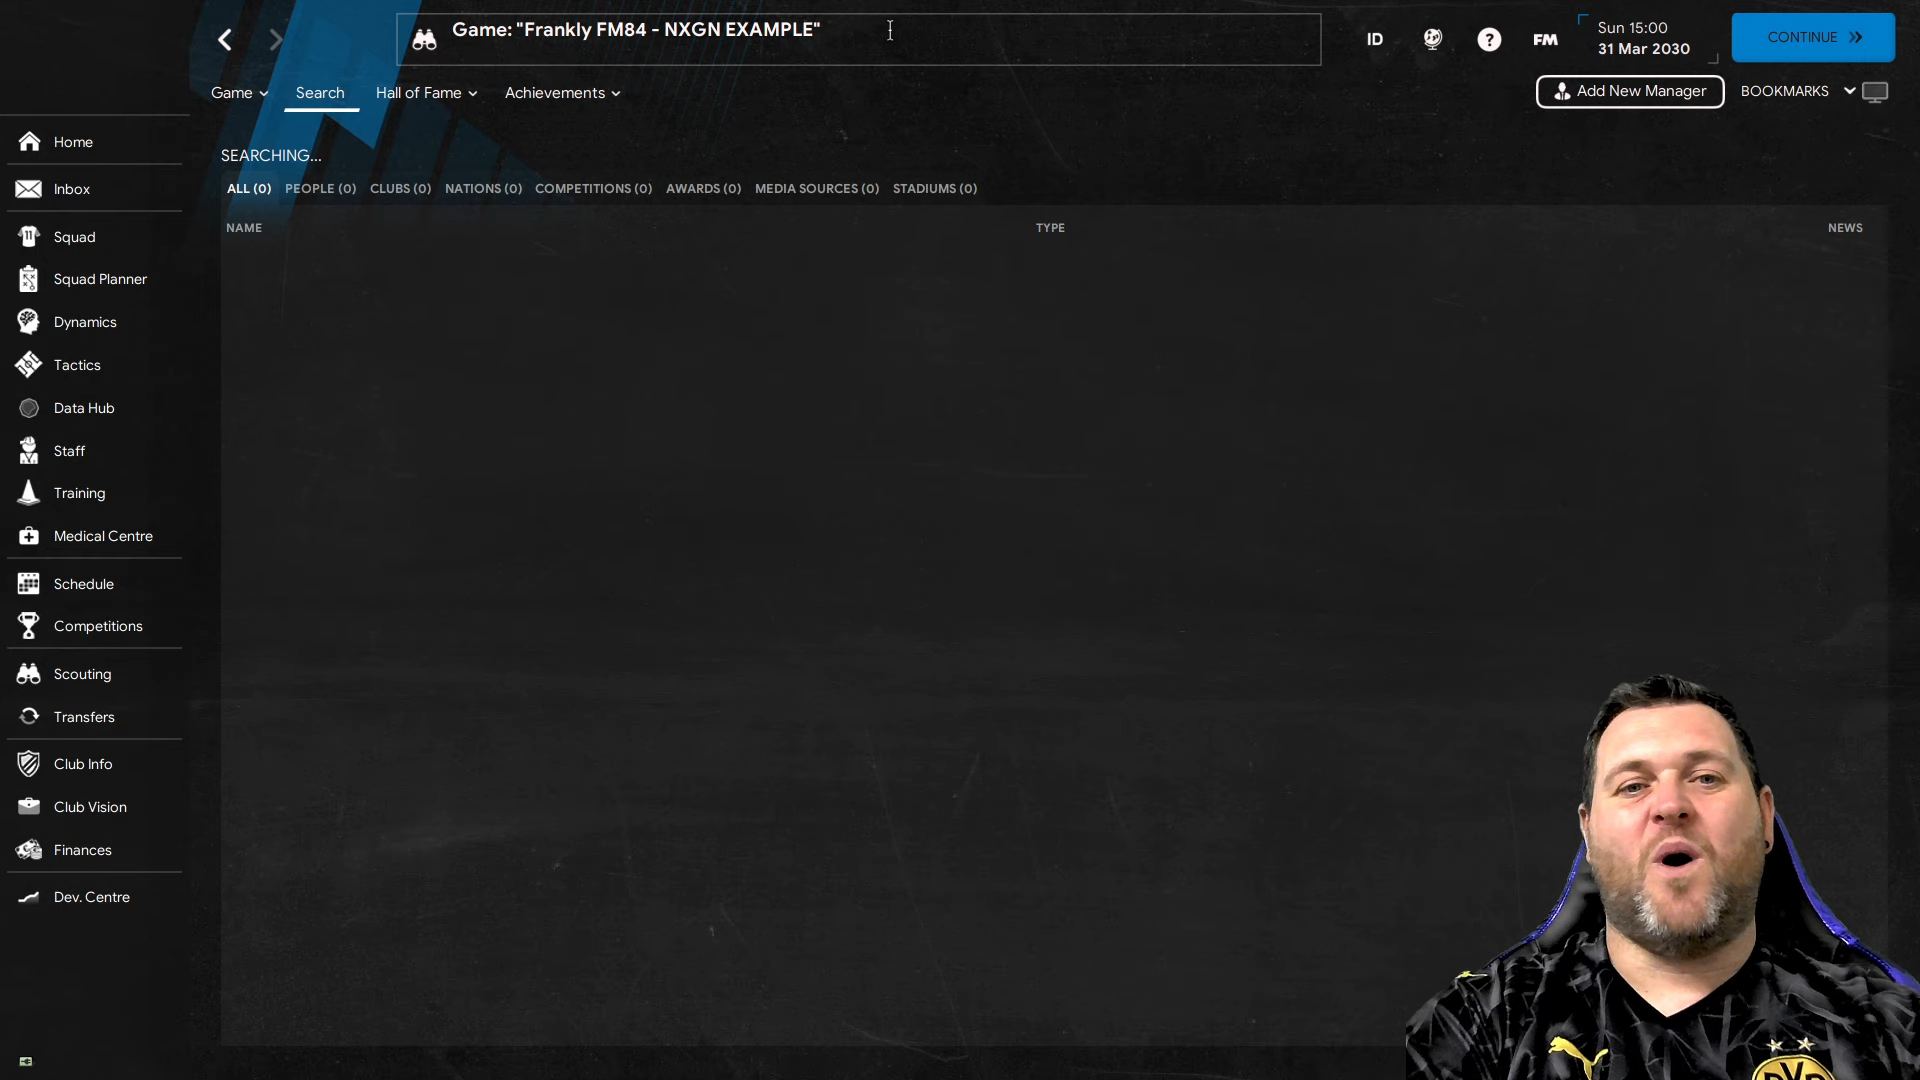 Game: "Frankly FM84 - NXGN EXAMPLE"
ID
?
FM
Sun 15:00
31 Mar 2030
CONTINUE
Game
Search
Hall of Fame
Achievements
Add New Manager
BOOKMARKS
SEARCHING...
ALL (0)
PEOPLE (0)
CLUBS (0)
NATIONS (0)
COMPETITIONS (0)
AWARDS (0)
MEDIA SOURCES (0)
STADIUMS (0)
NAME
TYPE
NEWS
Home
Inbox
11
Squad
Squad Planner
Dynamics
Tactics
Data Hub
Staff
Training
Medical Centre
Schedule
Competitions
Scouting
Transfers
Club Info
Club Vision
Finances
Dev. Centre
BVB